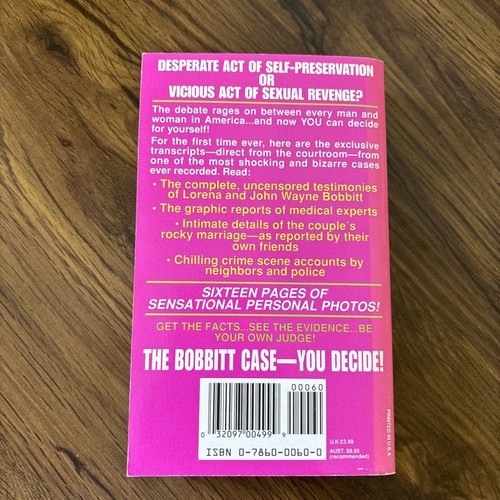 DESPERATE ACT OF SELF-PRESERVATION
OR
VICIOUS ACT OF SEXUAL REVENGE?
The debate rages on between every man and
woman in America...and now YOU can decide
for yourself!
For the first time ever, here are the exclusive
transcripts—direct from the courtroom—from
one of the most shocking and bizarre cases
ever recorded. Read:
• The complete, uncensored testimonies
of Lorena and John Wayne Bobbitt
• The graphic reports of medical experts
• Intimate details of the couple's
rocky marriage—as reported by their
own friends
• Chilling crime scene accounts by
neighbors and police
SIXTEEN PAGES OF
SENSATIONAL PERSONAL PHOTOS!
GET THE FACTS...SEE THE EVIDENCE...BE
YOUR OWN JUDGE!
THE BOBBITT CASE—YOU DECIDE!
00060
0 32097 00499 9
ISBN 0-7860-0060-0
U.K.£3.99
AUST. $9.95
(recommended)
PRINTED IN U.S.A.